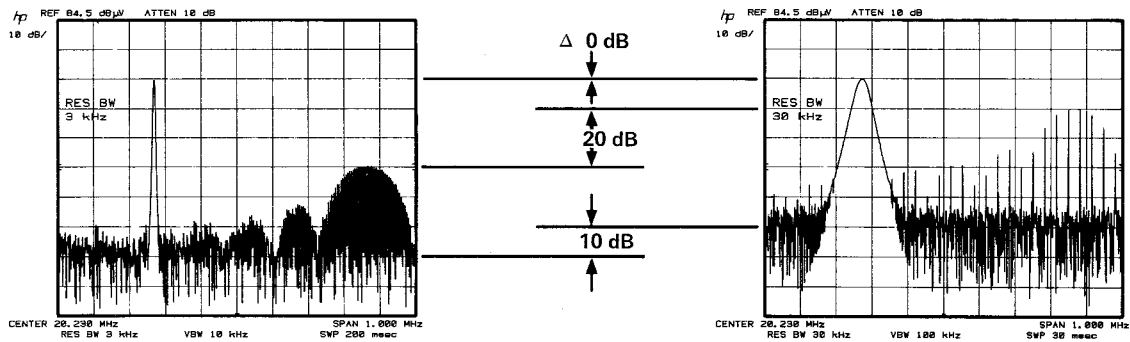 hp REF 84.5 dBμV ATTEN 10 dB
10 dB/
RES BW
3 kHz
CENTER 20.230 MHz SPAN 1.000 MHz
RES BW 3 kHz VBW 10 kHz SWP 200 msec
Δ 0 dB
20 dB
10 dB
hp REF 84.5 dBμV ATTEN 10 dB
10 dB/
RES BW
30 kHz
CENTER 20.230 MHz SPAN 1.000 MHz
RES BW 30 kHz VBW 100 kHz SWP 30 msec